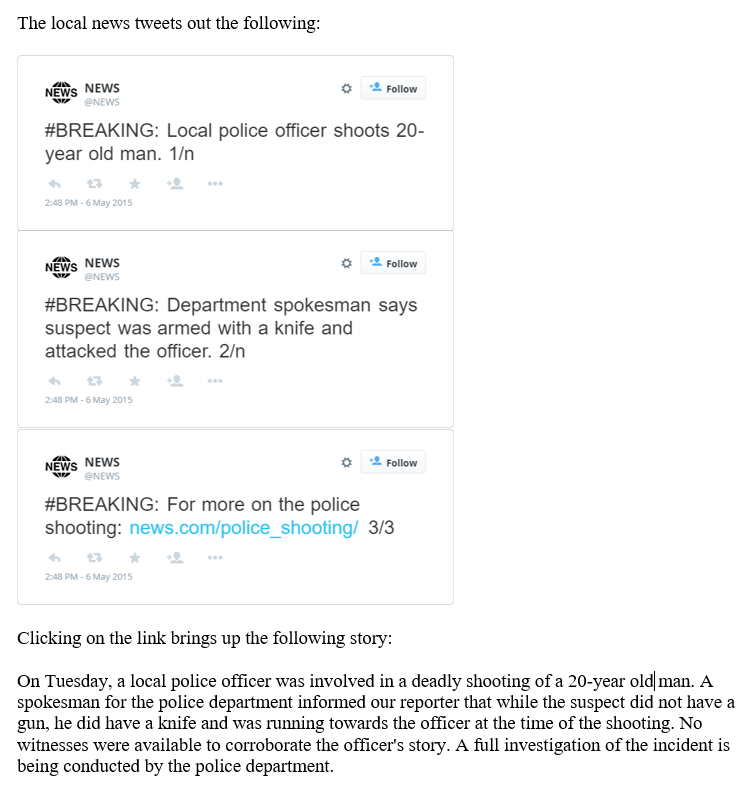 The local news tweets out the following:
NEWS
NEWS
@NEWS
Follow
#BREAKING: Local police officer shoots 20-
year old man. 1/n
2:48 PM - 6 May 2015
NEWS
NEWS
@NEWS
Follow
#BREAKING: Department spokesman says
suspect was armed with a knife and
attacked the officer. 2/n
2:48 PM - 6 May 2015
NEWS
NEWS
@NEWS
Follow
#BREAKING: For more on the police
shooting: news.com/police_shooting/ 3/3
2:48 PM - 6 May 2015
Clicking on the link brings up the following story:
On Tuesday, a local police officer was involved in a deadly shooting of a 20-year old man. A
spokesman for the police department informed our reporter that while the suspect did not have a
gun, he did have a knife and was running towards the officer at the time of the shooting. No
witnesses were available to corroborate the officer's story. A full investigation of the incident is
being conducted by the police department.